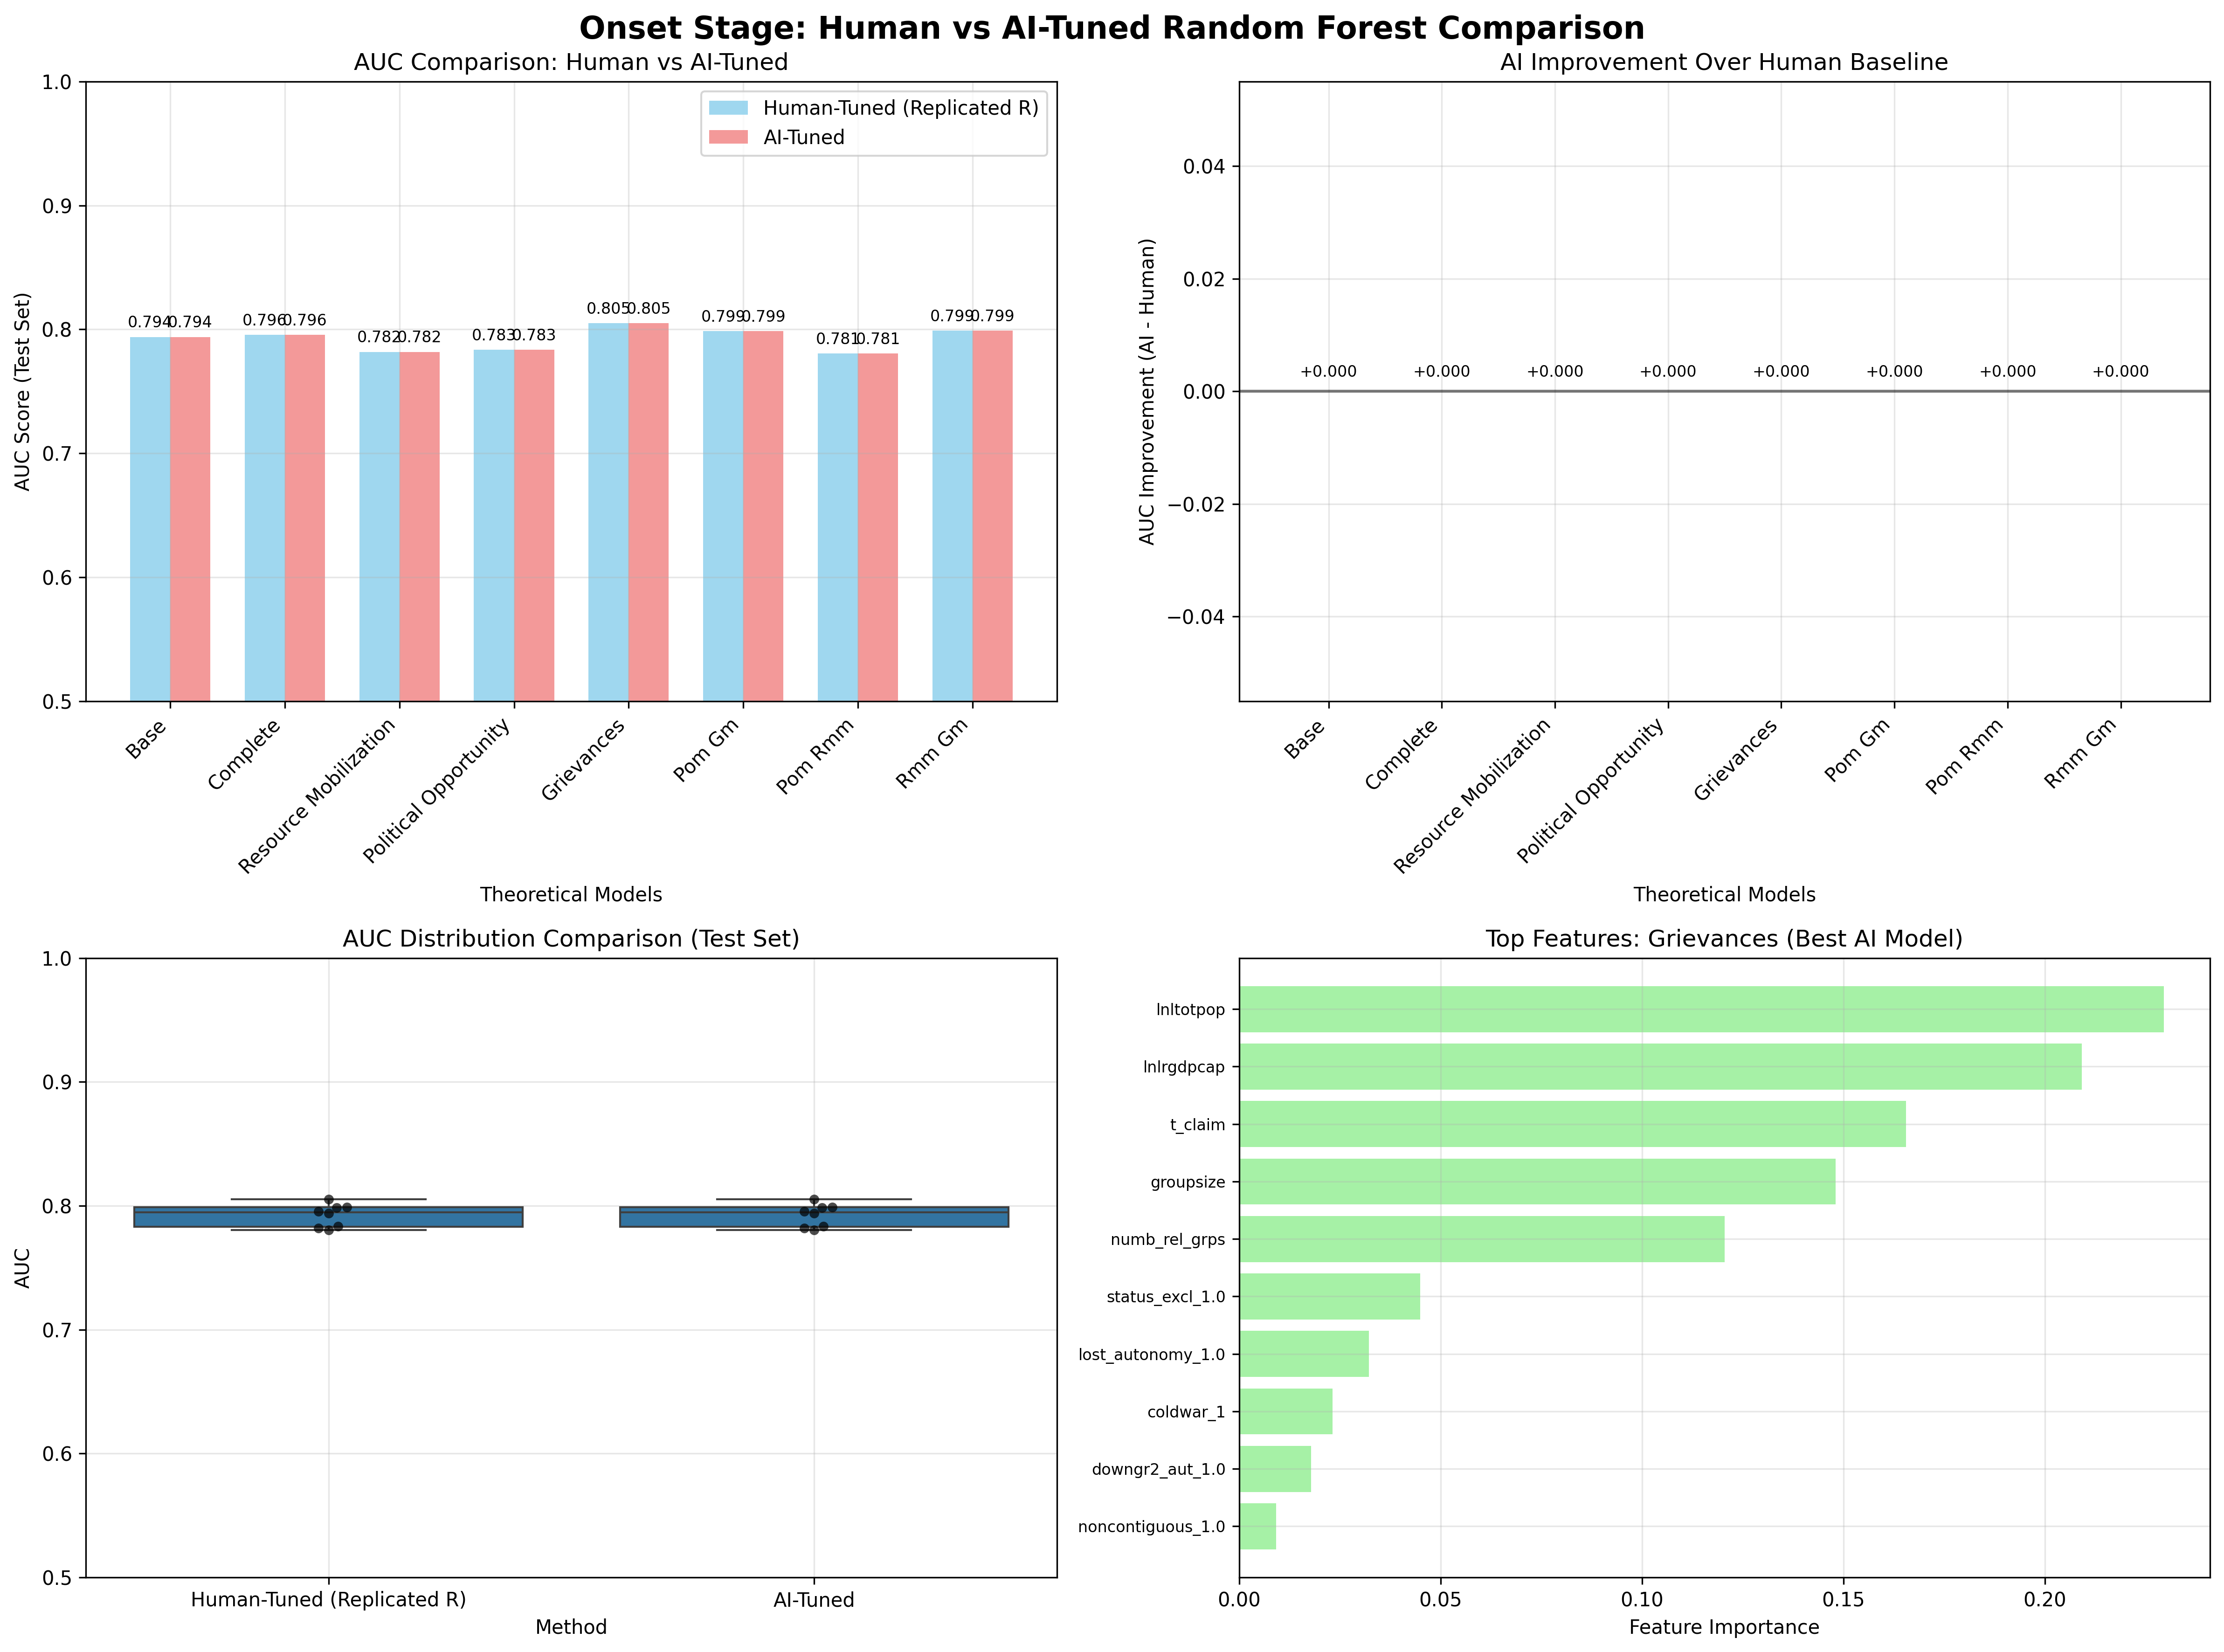 Onset Stage: Human vs AI-Tuned Random Forest Comparison
AUC Comparison: Human vs AI-Tuned
Human-Tuned (Replicated R)
AI-Tuned
AUC Score (Test Set)
1.0
0.9
0.8
0.7
0.6
0.5
0.794 0.794
0.796 0.796
0.782 0.782
0.783 0.783
0.805 0.805
0.799 0.799
0.781 0.781
0.799 0.799
Base
Complete
Resource Mobilization
Political Opportunity
Grievances
Pom Gm
Pom Rmm
Rmm Gm
Theoretical Models
AI Improvement Over Human Baseline
AUC Improvement (AI - Human)
0.04
0.02
0.00
−0.02
−0.04
+0.000
+0.000
+0.000
+0.000
+0.000
+0.000
+0.000
+0.000
Base
Complete
Resource Mobilization
Political Opportunity
Grievances
Pom Gm
Pom Rmm
Rmm Gm
Theoretical Models
AUC Distribution Comparison (Test Set)
AUC
1.0
0.9
0.8
0.7
0.6
0.5
Human-Tuned (Replicated R)
AI-Tuned
Method
Top Features: Grievances (Best AI Model)
lnltotpop
lnlrgdpcap
t_claim
groupsize
numb_rel_grps
status_excl_1.0
lost_autonomy_1.0
coldwar_1
downgr2_aut_1.0
noncontiguous_1.0
0.00
0.05
0.10
0.15
0.20
Feature Importance